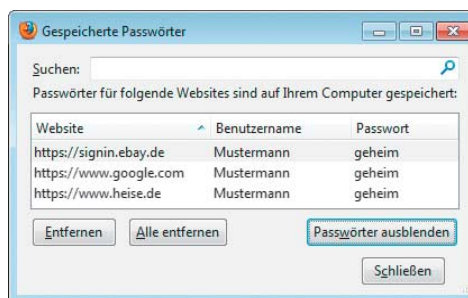 Gespeicherte Passwörter
Suchen:
Passwörter für folgende Websites sind auf Ihrem Computer gespeichert:
Website Benutzername Passwort
https://signin.ebay.de Mustermann geheim
https://www.google.com Mustermann geheim
https://www.heise.de Mustermann geheim
Entfernen Alle entfernen Passwörter ausblenden
Schließen